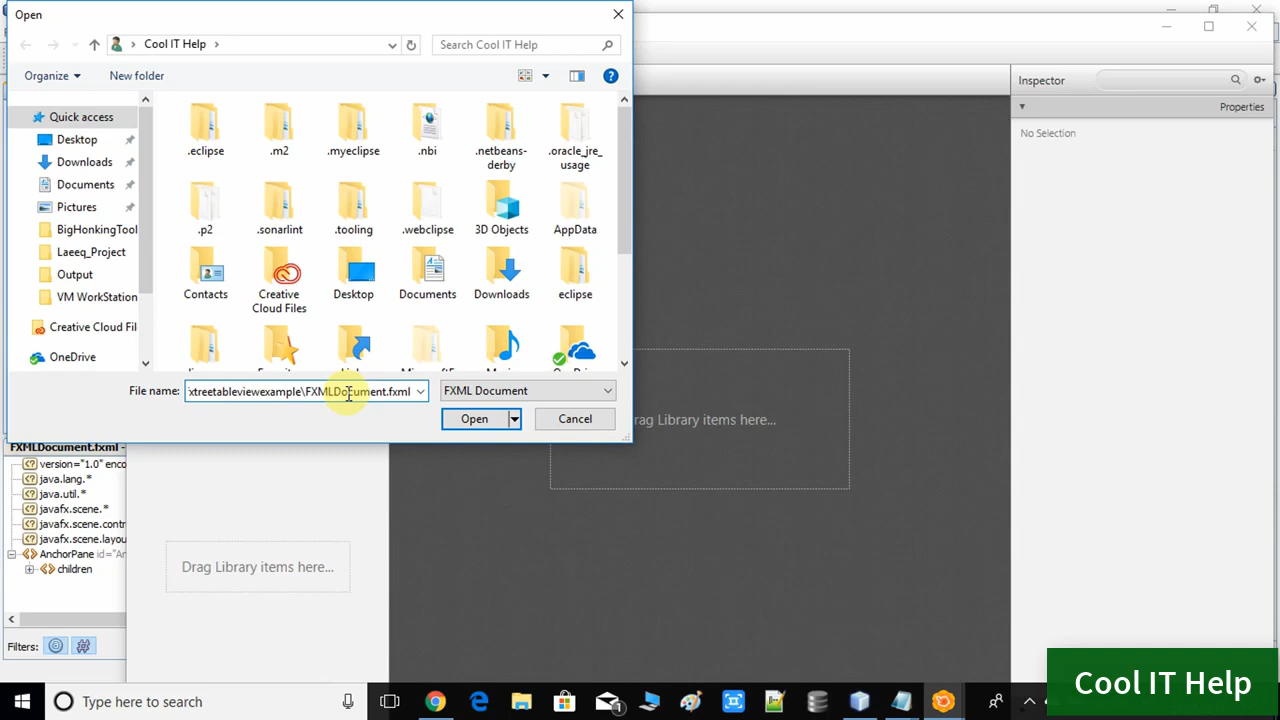 Open
Cool IT Help
Search Cool IT Help
Organize
New folder
Quick access
Desktop
Downloads
Documents
Pictures
BigHonkingTool
Laeeq_Project
Output
VM WorkStation
Creative Cloud Fil
OneDrive
.eclipse
.m2
.myeclipse
.nbi
.netbeans-
derby
.oracle_jre_
usage
.p2
.sonarlint
.tooling
.webclipse
3D Objects
AppData
Contacts
Creative
Cloud Files
Desktop
Documents
Downloads
eclipse
File name:
xtreetableviewexample\FXMLDocument.fxml
FXML Document
Open
Cancel
Inspector
Properties
No Selection
rag Library items here...
FXMLDocument.fxml -
version="1.0" enco
java.lang.*
java.util.*
javafx.scene.*
javafx.scene.contr
javafx.scene.layou
AnchorPane id="An
children
Filters:
Drag Library items here...
Cool IT Help
Type here to search
1